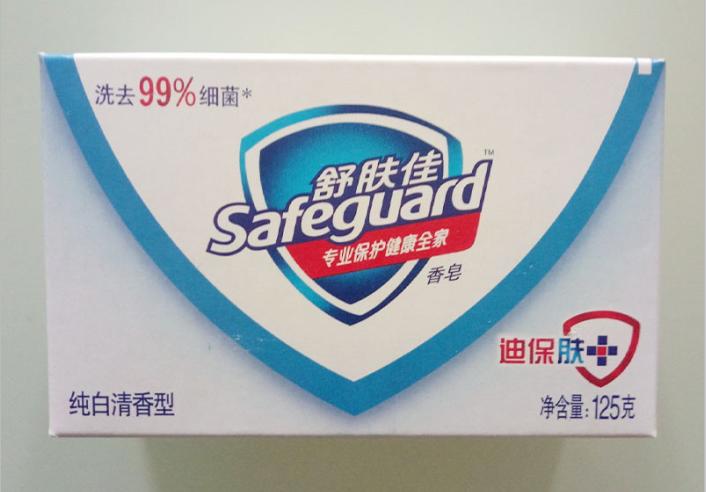 洗去99%细菌*
舒肤佳
Safeguard™
专业保护健康全家
香皂
迪保肤
纯白清香型
净含量:125克